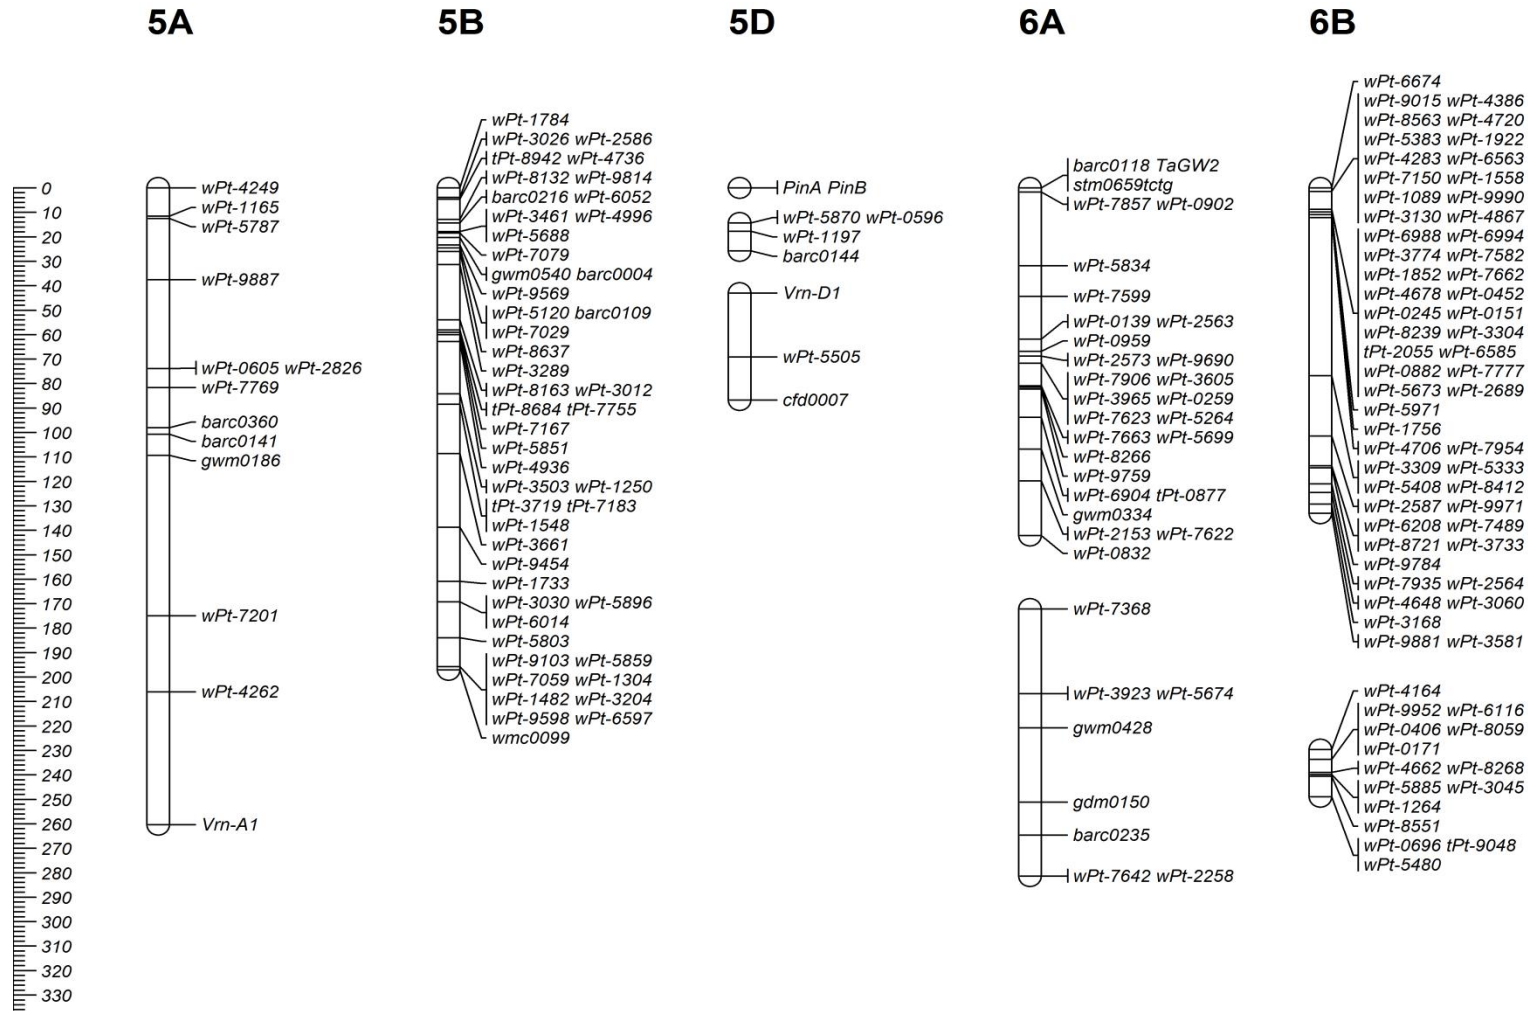 5A
5B
5D
6A
6B
0
10
20
30
40
50
60
70
80
90
100
110
120
130
140
150
160
170
180
190
200
210
220
230
240
250
260
270
280
290
300
310
320
330
wPt-4249
wPt-1165
wPt-5787
wPt-9887
wPt-0605 wPt-2826
wPt-7769
barc0360
barc0141
gwm0186
wPt-7201
wPt-4262
Vrn-A1
wPt-1784
wPt-3026 wPt-2586
tPt-8942 wPt-4736
wPt-8132 wPt-9814
barc0216 wPt-6052
wPt-3461 wPt-4996
wPt-5688
wPt-7079
gwm0540 barc0004
wPt-9569
wPt-5120 barc0109
wPt-7029
wPt-8637
wPt-3289
wPt-8163 wPt-3012
tPt-8684 tPt-7755
wPt-7167
wPt-5851
wPt-4936
wPt-3503 wPt-1250
tPt-3719 tPt-7183
wPt-1548
wPt-3661
wPt-9454
wPt-1733
wPt-3030 wPt-5896
wPt-6014
wPt-5803
wPt-9103 wPt-5859
wPt-7059 wPt-1304
wPt-1482 wPt-3204
wPt-9598 wPt-6597
wmc0099
PinA PinB
wPt-5870 wPt-0596
wPt-1197
barc0144
Vrn-D1
wPt-5505
cfd0007
barc0118 TaGW2
stm0659tctg
wPt-7857 wPt-0902
wPt-5834
wPt-7599
wPt-0139 wPt-2563
wPt-0959
wPt-2573 wPt-9690
wPt-7906 wPt-3605
wPt-3965 wPt-0259
wPt-7623 wPt-5264
wPt-7663 wPt-5699
wPt-8266
wPt-9759
wPt-6904 tPt-0877
gwm0334
wPt-2153 wPt-7622
wPt-0832
wPt-7368
wPt-3923 wPt-5674
gwm0428
gdm0150
barc0235
wPt-7642 wPt-2258
wPt-6674
wPt-9015 wPt-4386
wPt-8563 wPt-4720
wPt-5383 wPt-1922
wPt-4283 wPt-6563
wPt-7150 wPt-1558
wPt-1089 wPt-9990
wPt-3130 wPt-4867
wPt-6988 wPt-6994
wPt-3774 wPt-7582
wPt-1852 wPt-7662
wPt-4678 wPt-0452
wPt-0245 wPt-0151
wPt-8239 wPt-3304
tPt-2055 wPt-6585
wPt-0882 wPt-7777
wPt-5673 wPt-2689
wPt-5971
wPt-1756
wPt-4706 wPt-7954
wPt-3309 wPt-5333
wPt-5408 wPt-8412
wPt-2587 wPt-9971
wPt-6208 wPt-7489
wPt-8721 wPt-3733
wPt-9784
wPt-7935 wPt-2564
wPt-4648 wPt-3060
wPt-3168
wPt-9881 wPt-3581
wPt-4164
wPt-9952 wPt-6116
wPt-0406 wPt-8059
wPt-0171
wPt-4662 wPt-8268
wPt-5885 wPt-3045
wPt-1264
wPt-8551
wPt-0696 tPt-9048
wPt-5480